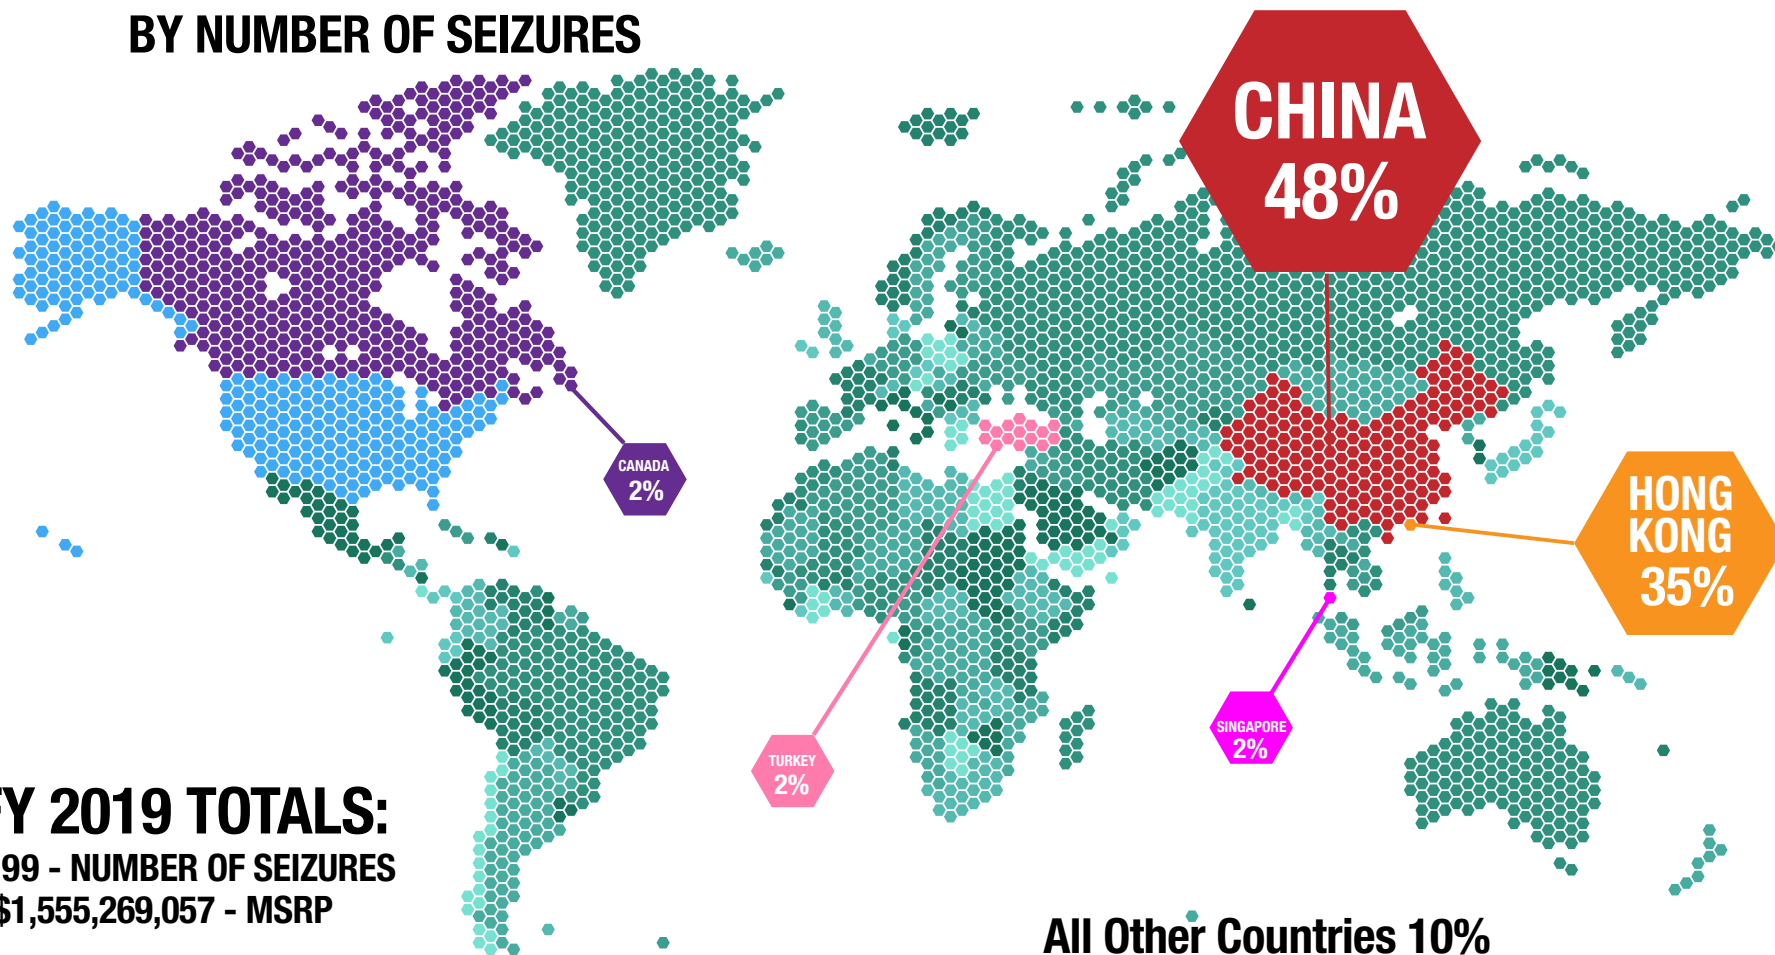 BY NUMBER OF SEIZURES
CHINA
48%
CANADA
2%
HONG
KONG
35%
SINGAPORE
2%
TURKEY
2%
FY 2019 TOTALS:
99 - NUMBER OF SEIZURES
$1,555,269,057 - MSRP
All Other Countries 10%